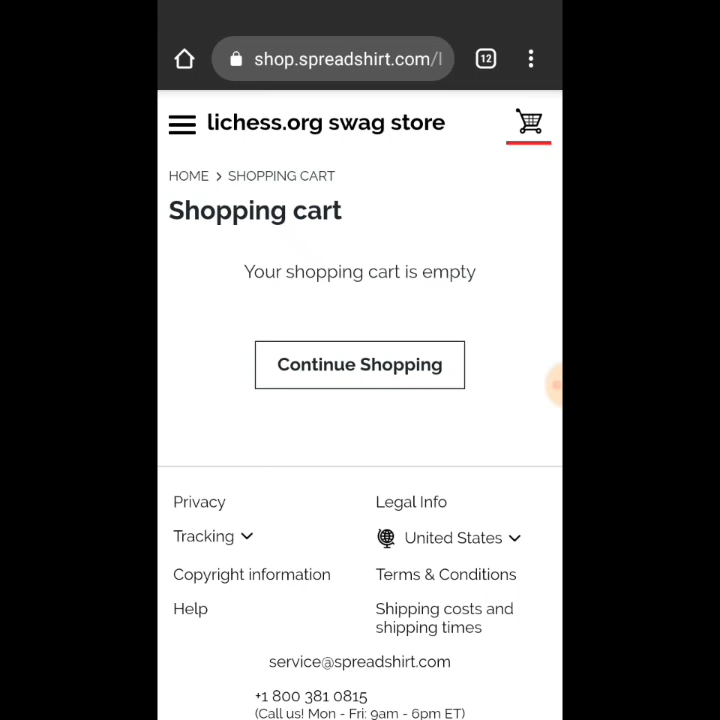 shop.spreadshirt.com/l
12
lichess.org swag store
HOME > SHOPPING CART
Shopping cart
Your shopping cart is empty
Continue Shopping
Privacy
Legal Info
Tracking
United States
Copyright information
Terms & Conditions
Help
Shipping costs and
shipping times
service@spreadshirt.com
+1 800 381 0815
(Call us! Mon - Fri: 9am - 6pm ET)